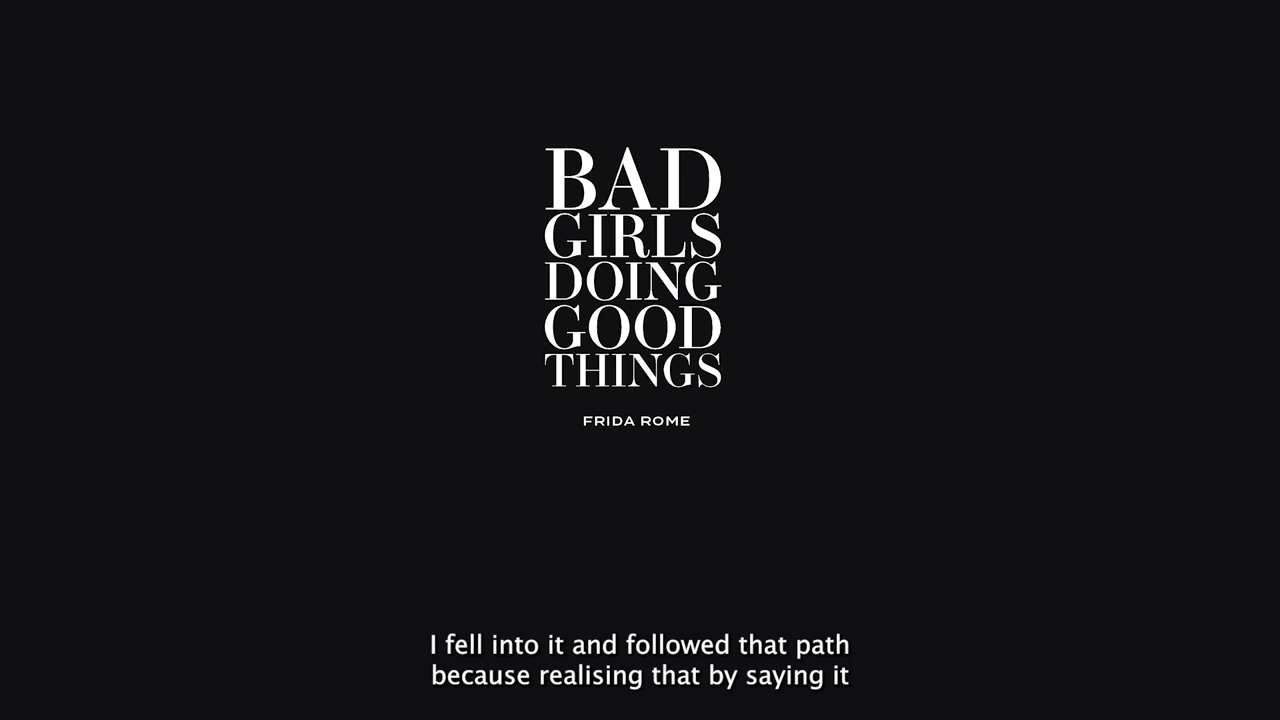 BAD
GIRLS
DOING
GOOD
THINGS
FRIDA ROME
I fell into it and followed that path
because realising that by saying it